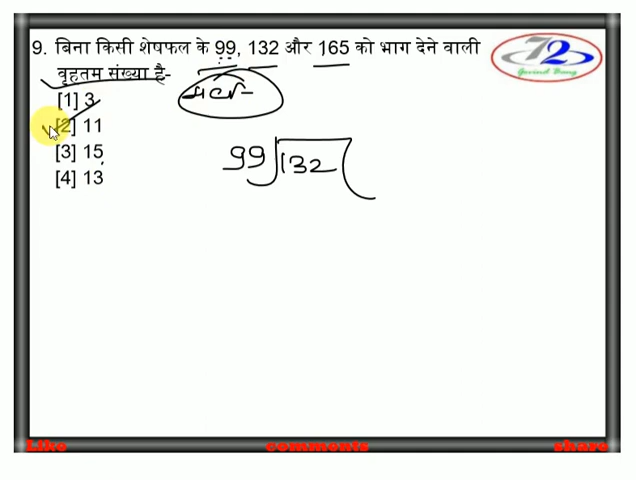 9. बिना किसी शेषफल के 99, 132 और 165 को भाग देने वाली
वृहतम संख्या है-
[1] 3
[2] 11
[3] 15
[4] 13
99 132
72
Like
comments
share